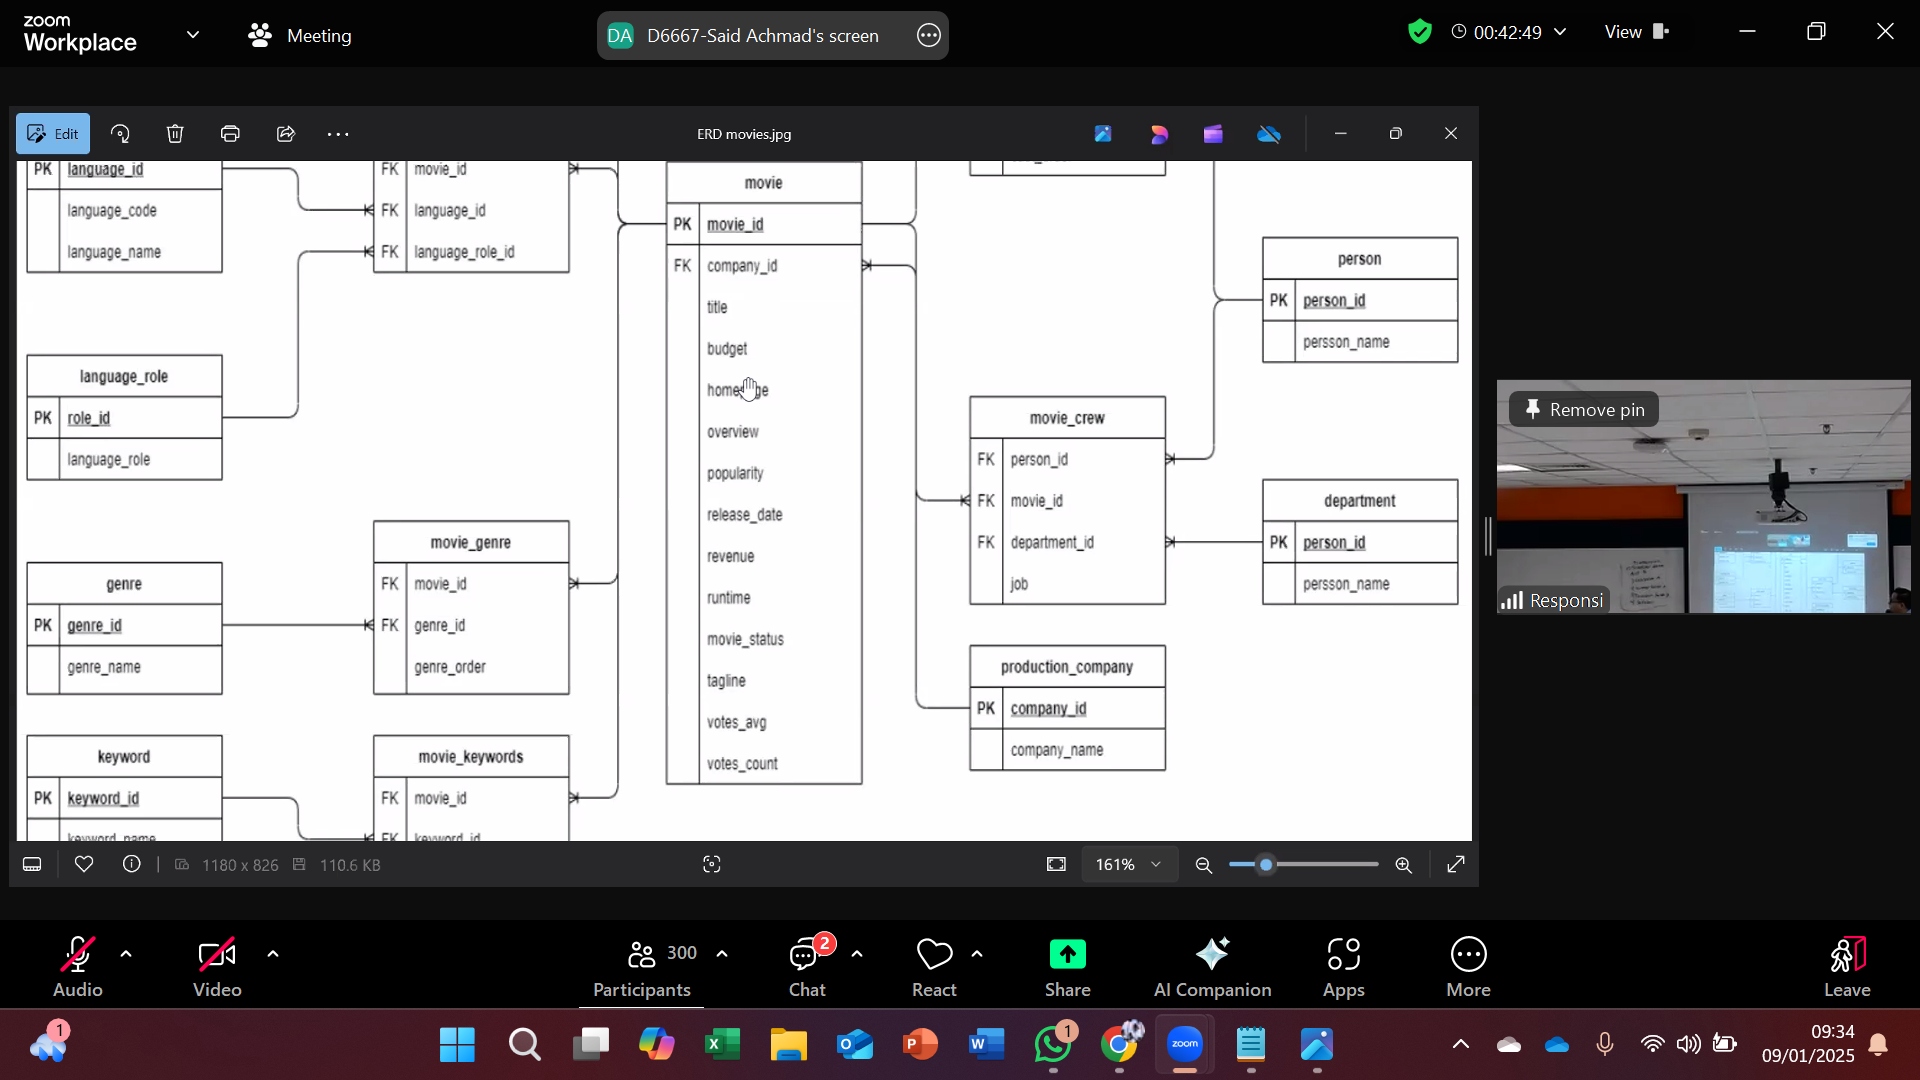 zoom
Workplace
Meeting
DA D6667-Said Achmad's screen
00:42:49
View
Edit
ERD movies.jpg
PK language_id
language_code
language_name
FK movie_id
FK language_id
FK language_role_id
language_role
PK role_id
language_role
genre
PK genre_id
genre_name
movie_genre
FK movie_id
FK genre_id
genre_order
keyword
PK keyword_id
keyword_name
movie_keywords
FK movie_id
FK keyword_id
movie
PK movie_id
FK company_id
title
budget
overview
popularity
release_date
revenue
runtime
movie_status
tagline
votes_avg
votes_count
movie_crew
FK person_id
FK movie_id
FK department_id
job
production_company
PK company_id
company_name
person
PK person_id
persson_name
department
PK person_id
persson_name
Remove pin
Responsi
1180 x 826
110.6 KB
161%
Audio
Video
300
Participants
2
Chat
React
Share
AI Companion
Apps
More
Leave
1
1
zoom
09:34
09/01/2025